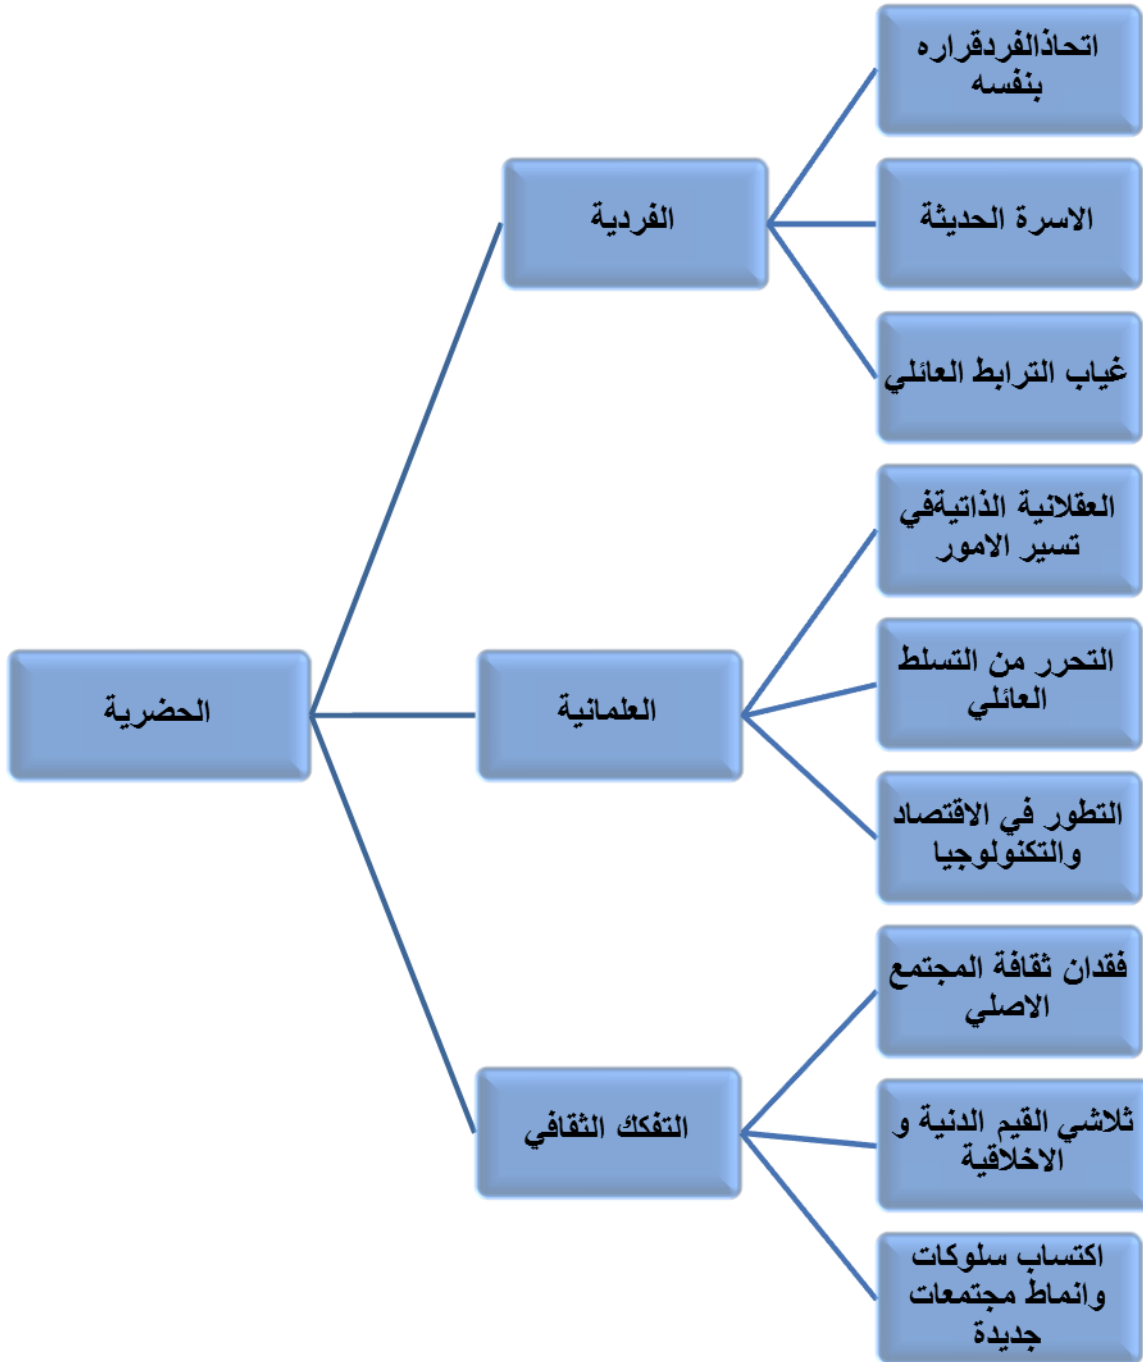 اتحاذالفردقراره
بنفسه
الفردية
الاسرة الحديثة
غياب الترابط العائلي
العقلانية الذاتيةفي
تسير الامور
الحضرية
العلمانية
التحرر من التسلط
العائلي
التطور في الاقتصاد
والتكنولوجيا
فقدان ثقافة المجتمع
الاصلي
التفكك الثقافي
ثلاشي القيم الدنية و
الاخلاقية
اكتساب سلوكات
وانماط مجتمعات
جديدة